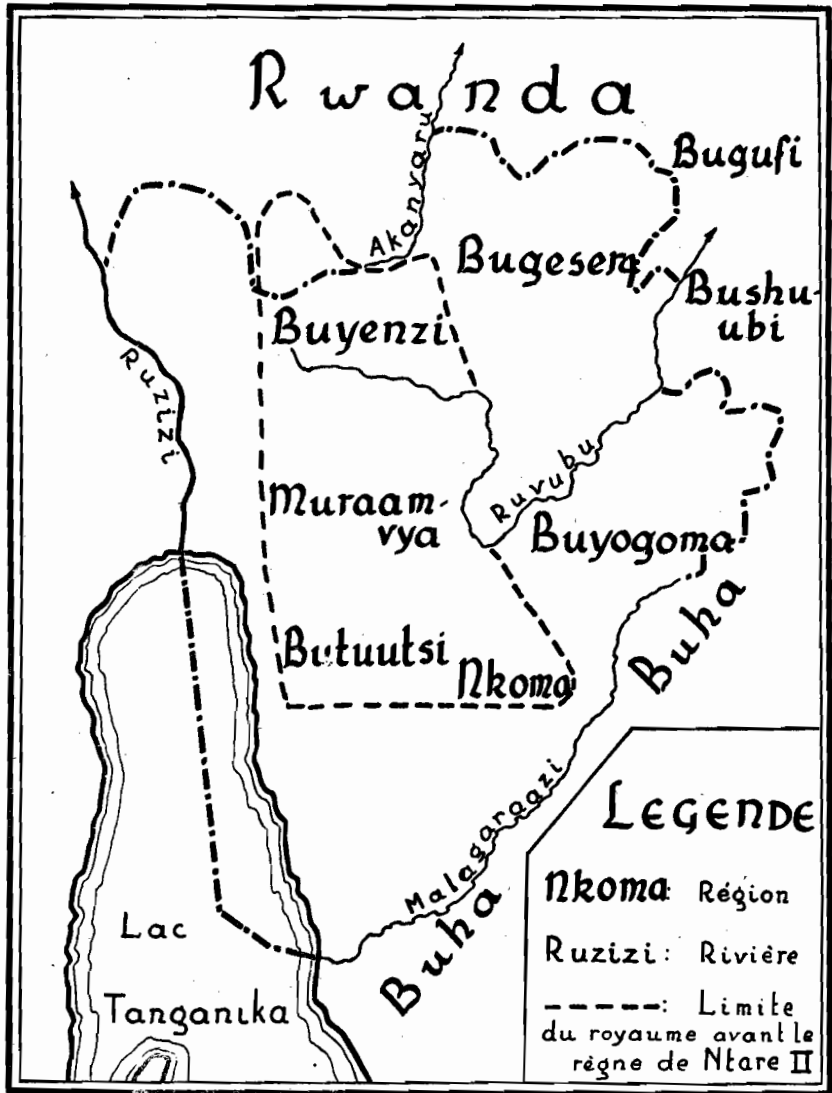 Rwanda
Bugufi
Akanyaru
Bugesera
Bushu-
ubi
Buyenzi
Ruzizi
Muraam-
vya
Ruvubu
Buyogoma
Buha
Butuutsi
Nkoma
Malagaraazi
Buha
Lac
Tanganika
LEGENDE
Nkoma: Région
Ruzizi: Rivière
------: Limite
du royaume avant le
règne de Ntare II